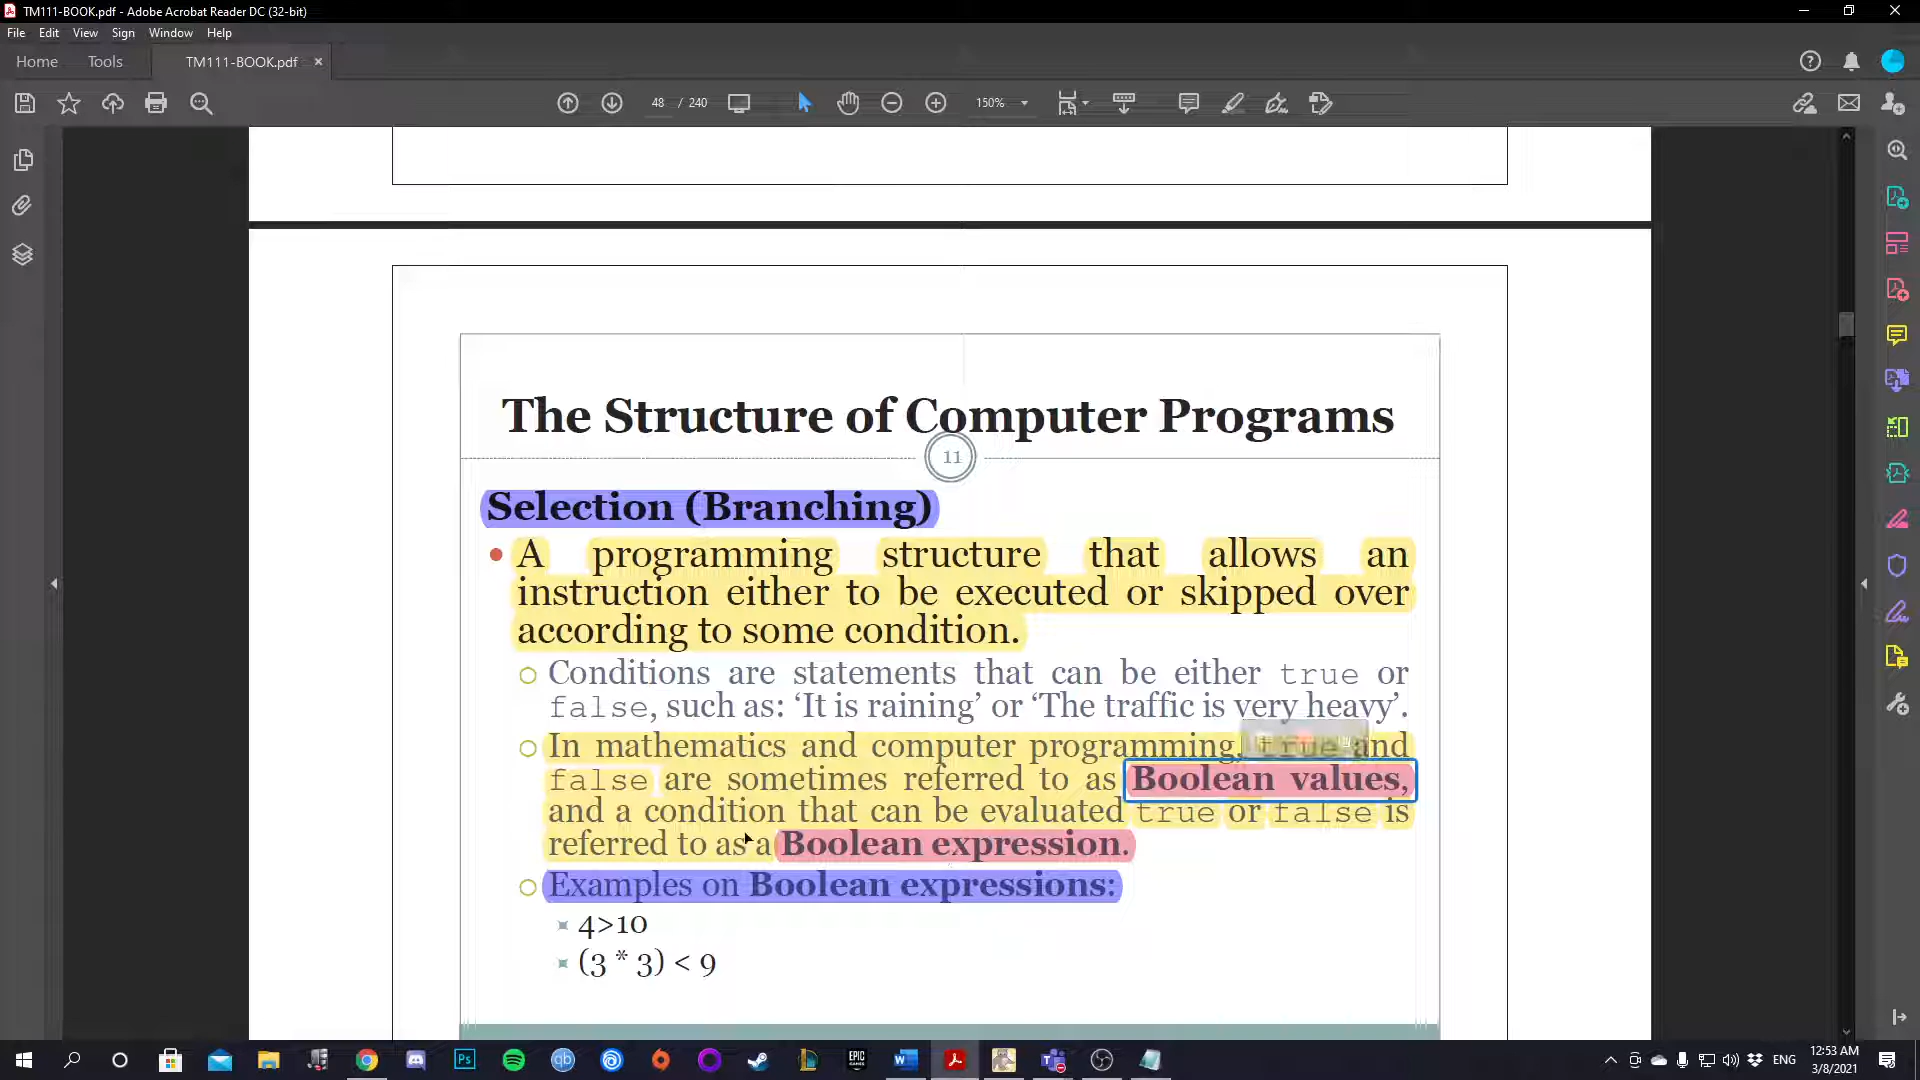 TM111-BOOK.pdf - Adobe Acrobat Reader DC (32-bit)
File Edit View Sign Window Help
Home Tools TM111-BOOK.pdf
48 / 240 150%
The Structure of Computer Programs
11
Selection (Branching)
A programming structure that allows an
instruction either to be executed or skipped over
according to some condition.
Conditions are statements that can be either true or
false, such as: ‘It is raining’ or ‘The traffic is very heavy’.
In mathematics and computer programming, true and
false are sometimes referred to as Boolean values,
and a condition that can be evaluated true or false is
referred to as a Boolean expression.
Examples on Boolean expressions:
4>10
(3 * 3) < 9
Ps qb EPIC GAMES ENG 12:53 AM
3/8/2021